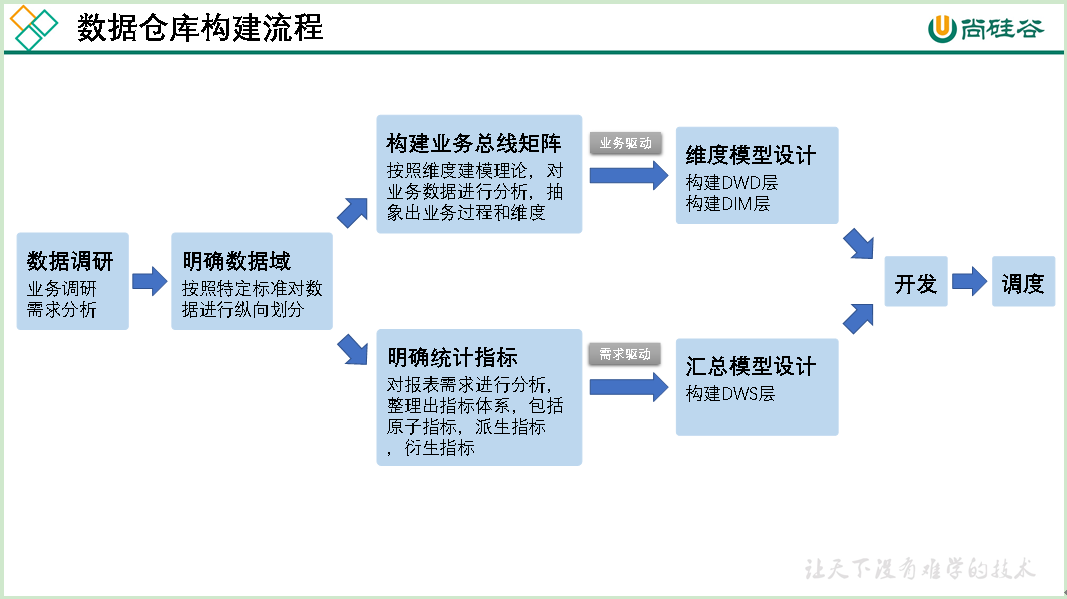 数据仓库构建流程
尚硅谷
数据调研
业务调研
需求分析
明确数据域
按照特定标准对数
据进行纵向划分
构建业务总线矩阵
按照维度建模理论，对
业务数据进行分析，抽
象出业务过程和维度
业务驱动
维度模型设计
构建DWD层
构建DIM层
明确统计指标
对报表需求进行分析，
整理出指标体系，包括
原子指标，派生指标
，衍生指标
需求驱动
汇总模型设计
构建DWS层
开发
调度
让天下没有难学的技术